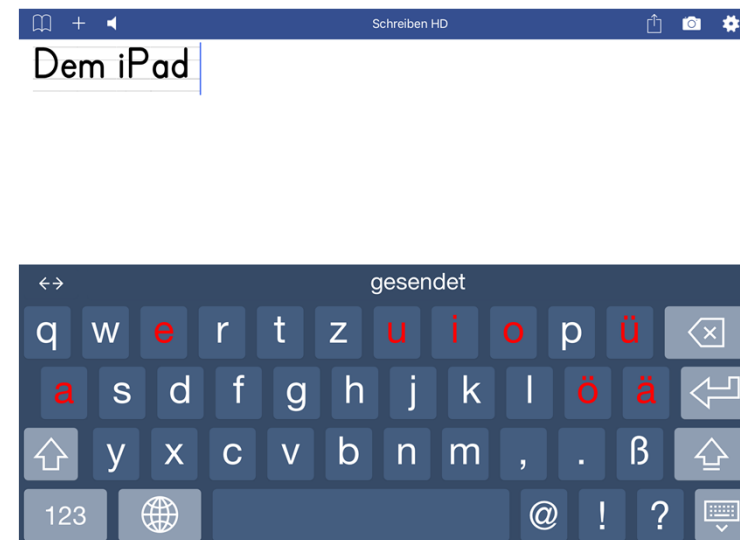 Schreiben HD
Dem iPad
gesendet
q w e r t z u i o p ü
a s d f g h j k l ö ä
y x c v b n m , . ß
123 @ ! ?